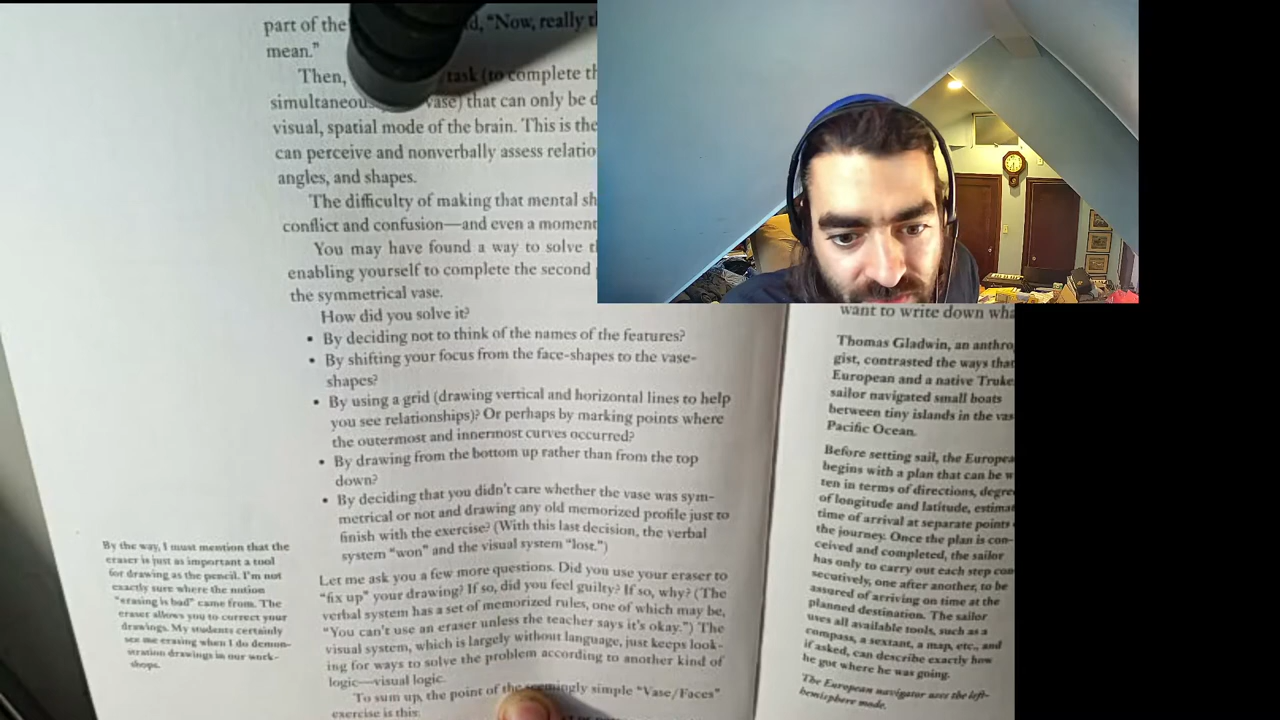 part of the
d, "Now, really th
mean."
Then, task (to complete th
simultaneous vase) that can only be d
visual, spatial mode of the brain. This is the
can perceive and nonverbally assess relatio
angles, and shapes.
The difficulty of making that mental sh
conflict and confusion—and even a moment
You may have found a way to solve t
enabling yourself to complete the second
the symmetrical vase.
How did you solve it?
• By deciding not to think of the names of the features?
• By shifting your focus from the face-shapes to the vase-
shapes?
• By using a grid (drawing vertical and horizontal lines to help
you see relationships)? Or perhaps by marking points where
the outermost and innermost curves occurred?
• By drawing from the bottom up rather than from the top
down?
• By deciding that you didn't care whether the vase was sym-
metrical or not and drawing any old memorized profile just to
finish with the exercise? (With this last decision, the verbal
system "won" and the visual system "lost.")
Let me ask you a few more questions. Did you use your eraser to
"fix up" your drawing? If so, did you feel guilty? If so, why? (The
verbal system has a set of memorized rules, one of which may be,
"You can't use an eraser unless the teacher says it's okay.") The
visual system, which is largely without language, just keeps look-
ing for ways to solve the problem according to another kind of
logic—visual logic.
To sum up, the point of the seemingly simple "Vase/Faces"
exercise is this:
By the way, I must mention that the
eraser is just as important a tool
for drawing as the pencil. I'm not
exactly sure where the notion
"erasing is bad" came from. The
eraser allows you to correct your
drawings. My students certainly
see me erasing when I do demon-
stration drawings in our work-
shops.
want to write down wha
Thomas Gladwin, an anthro
gist, contrasted the ways that
European and a native Truke
sailor navigated small boats
between tiny islands in the vas
Pacific Ocean.
Before setting sail, the Europea
begins with a plan that can be w
ten in terms of directions, degre
of longitude and latitude, estimat
time of arrival at separate points
the journey. Once the plan is con-
ceived and completed, the sailor
has only to carry out each step con
secutively, one after another, to be
assured of arriving on time at the
planned destination. The sailor
uses all available tools, such as a
compass, a sextant, a map, etc., and
if asked, can describe exactly how
he got where he was going.
The European navigator uses the left-
hemisphere mode.